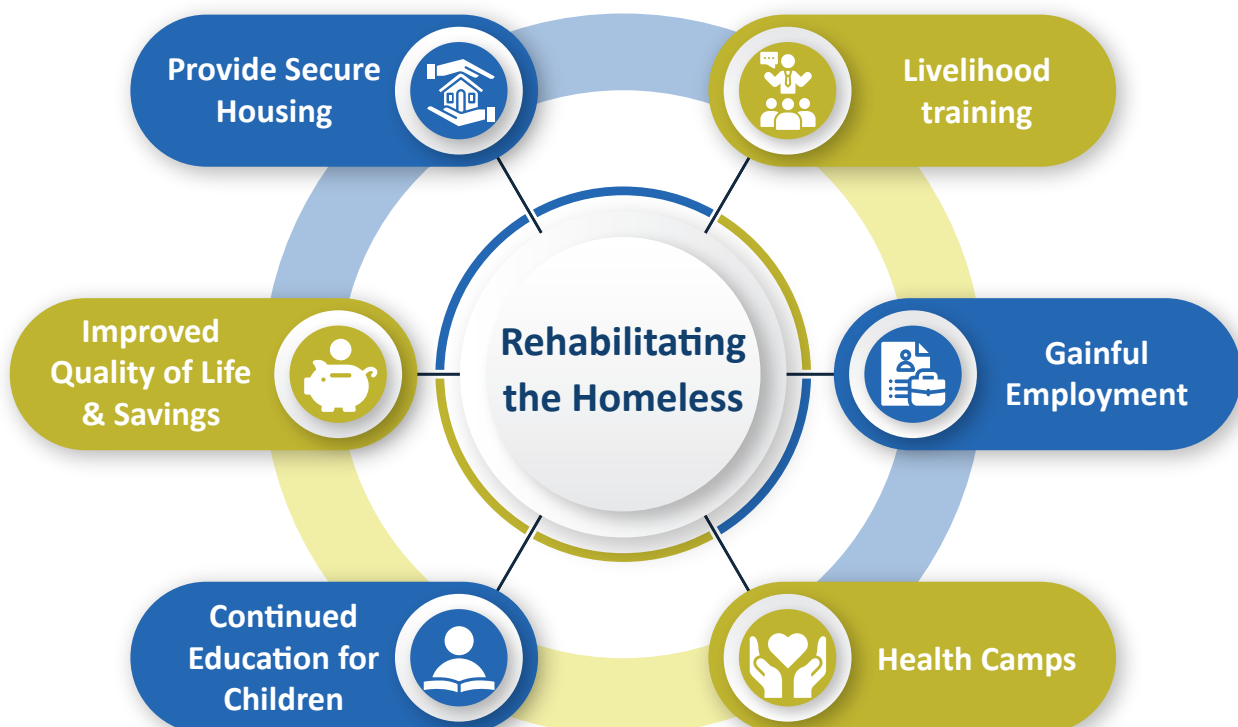 Provide Secure
Housing
Livelihood
training
Improved
Quality of Life
& Savings
Rehabilitating
the Homeless
Gainful
Employment
Continued
Education for
Children
Health Camps